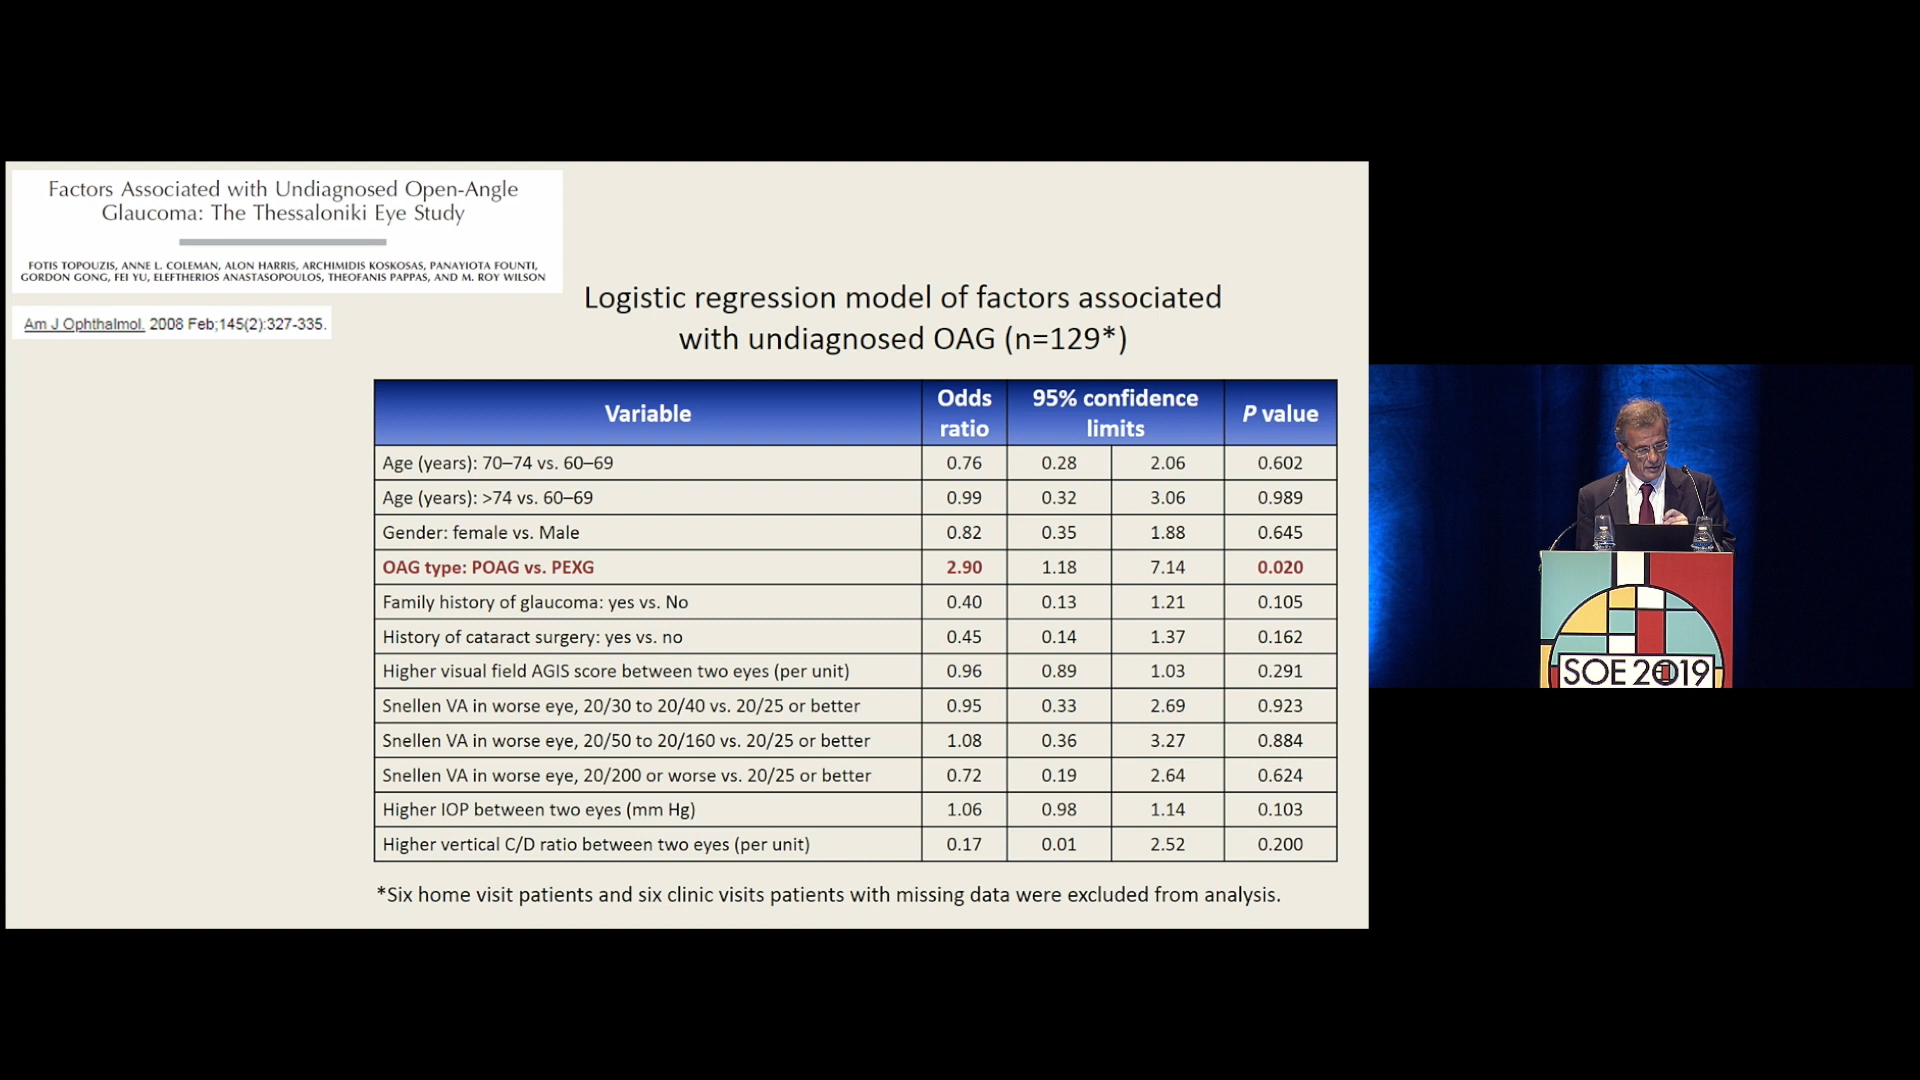 Factors Associated with Undiagnosed Open-Angle
Glaucoma: The Thessaloniki Eye Study
FOTIS TOPOUZIS, ANNE L. COLEMAN, ALON HARRIS, ARCHIMIDIS KOSKOSAS, PANAYIOTA FOUNTI,
GORDON GONG, FEI YU, ELEFTHERIOS ANASTASOPOULOS, THEOFANIS PAPPAS, AND M. ROY WILSON
Am J Ophthalmol. 2008 Feb;145(2):327-335.
Logistic regression model of factors associated
with undiagnosed OAG (n=129*)
Variable Odds ratio 95% confidence limits P value
Age (years): 70–74 vs. 60–69 0.76 0.28 2.06 0.602
Age (years): >74 vs. 60–69 0.99 0.32 3.06 0.989
Gender: female vs. Male 0.82 0.35 1.88 0.645
OAG type: POAG vs. PEXG 2.90 1.18 7.14 0.020
Family history of glaucoma: yes vs. No 0.40 0.13 1.21 0.105
History of cataract surgery: yes vs. no 0.45 0.14 1.37 0.162
Higher visual field AGIS score between two eyes (per unit) 0.96 0.89 1.03 0.291
Snellen VA in worse eye, 20/30 to 20/40 vs. 20/25 or better 0.95 0.33 2.69 0.923
Snellen VA in worse eye, 20/50 to 20/160 vs. 20/25 or better 1.08 0.36 3.27 0.884
Snellen VA in worse eye, 20/200 or worse vs. 20/25 or better 0.72 0.19 2.64 0.624
Higher IOP between two eyes (mm Hg) 1.06 0.98 1.14 0.103
Higher vertical C/D ratio between two eyes (per unit) 0.17 0.01 2.52 0.200
*Six home visit patients and six clinic visits patients with missing data were excluded from analysis.
SOE 2019